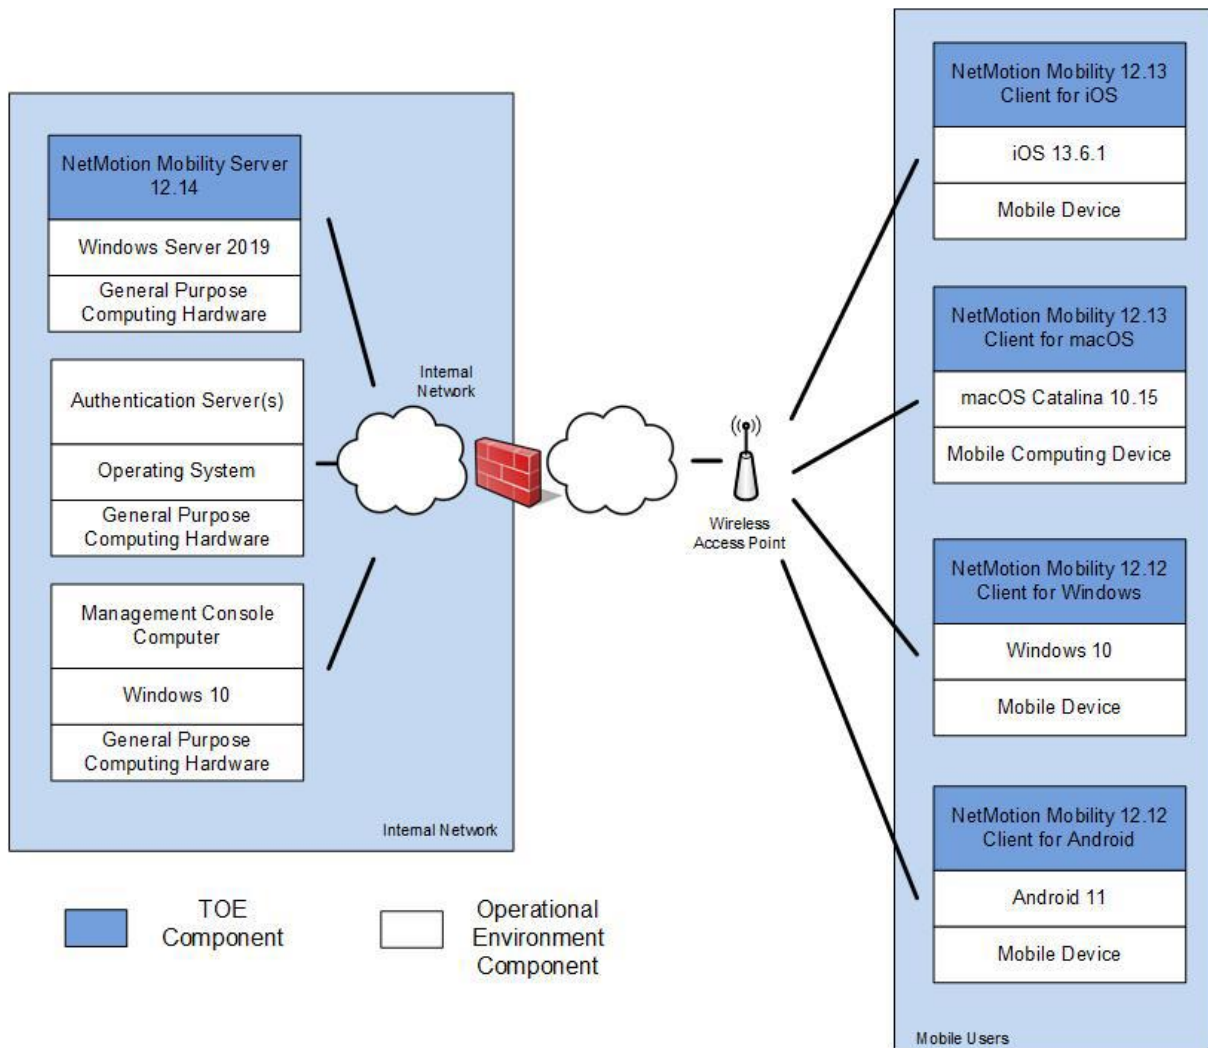 NetMotion Mobility Server
12.14
Windows Server 2019
General Purpose
Computing Hardware
Authentication Server(s)
Operating System
General Purpose
Computing Hardware
Management Console
Computer
Windows 10
General Purpose
Computing Hardware
Internal Network
Internal
Network
Wireless
Access Point
NetMotion Mobility 12.13
Client for iOS
iOS 13.6.1
Mobile Device
NetMotion Mobility 12.13
Client for macOS
macOS Catalina 10.15
Mobile Computing Device
NetMotion Mobility 12.12
Client for Windows
Windows 10
Mobile Device
NetMotion Mobility 12.12
Client for Android
Android 11
Mobile Device
Mobile Users
TOE
Component
Operational
Environment
Component